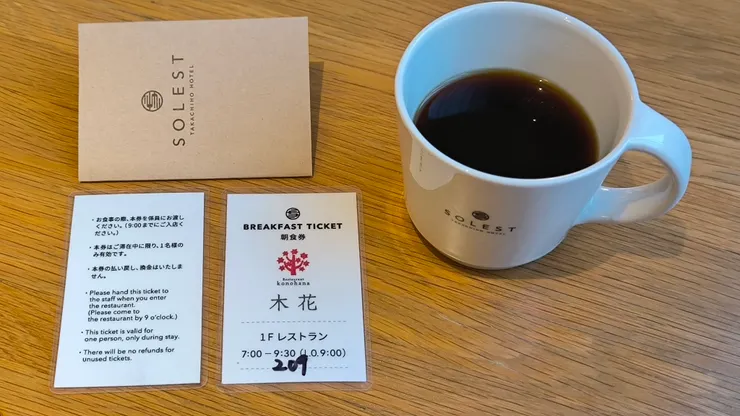 SOLEST
TAKACHIHO HOTEL
・お食事の際、本券を係員にお渡し
ください。（9:00までにご入店く
ださい。）
・本券はご滞在中に限り、1名様の
み有効です。
・本券の払い戻し、換金はいたしま
せん。
・Please hand this ticket to
the staff when you enter
the restaurant.
(Please come to
the restaurant by 9 o'clock.)
・This ticket is valid for
one person, only during stay.
・There will be no refunds for
unused tickets.
BREAKFAST TICKET
朝食券
Restaurant
konohana
木花
1Fレストラン
7:00－9:30 (L.O.9:00)
209
SOLEST
TAKACHIHO HOTEL